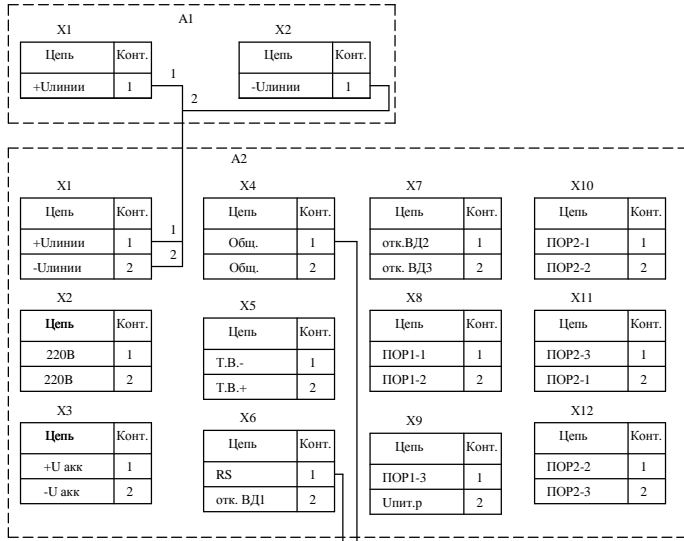 A1
X1
X2
Цепь Конт.
Цепь Конт.
+Uлинии 1
1
-Uлинии 1
2
A2
X1
X4
X7
X10
Цепь Конт.
Цепь Конт.
Цепь Конт.
Цепь Конт.
+Uлинии 1
1
Общ. 1
отк.ВД2 1
ПОР2-1 1
-Uлинии 2
2
Общ. 2
отк. ВД3 2
ПОР2-2 2
X2
X5
X8
X11
Цепь Конт.
Цепь Конт.
Цепь Конт.
Цепь Конт.
220В 1
Т.В.- 1
ПОР1-1 1
ПОР2-3 1
220В 2
Т.В.+ 2
ПОР1-2 2
ПОР2-1 2
X3
X6
X9
X12
Цепь Конт.
Цепь Конт.
Цепь Конт.
Цепь Конт.
+U акк 1
RS 1
ПОР1-3 1
ПОР2-2 1
-U акк 2
отк. ВД1 2
Uпит.р 2
ПОР2-3 2